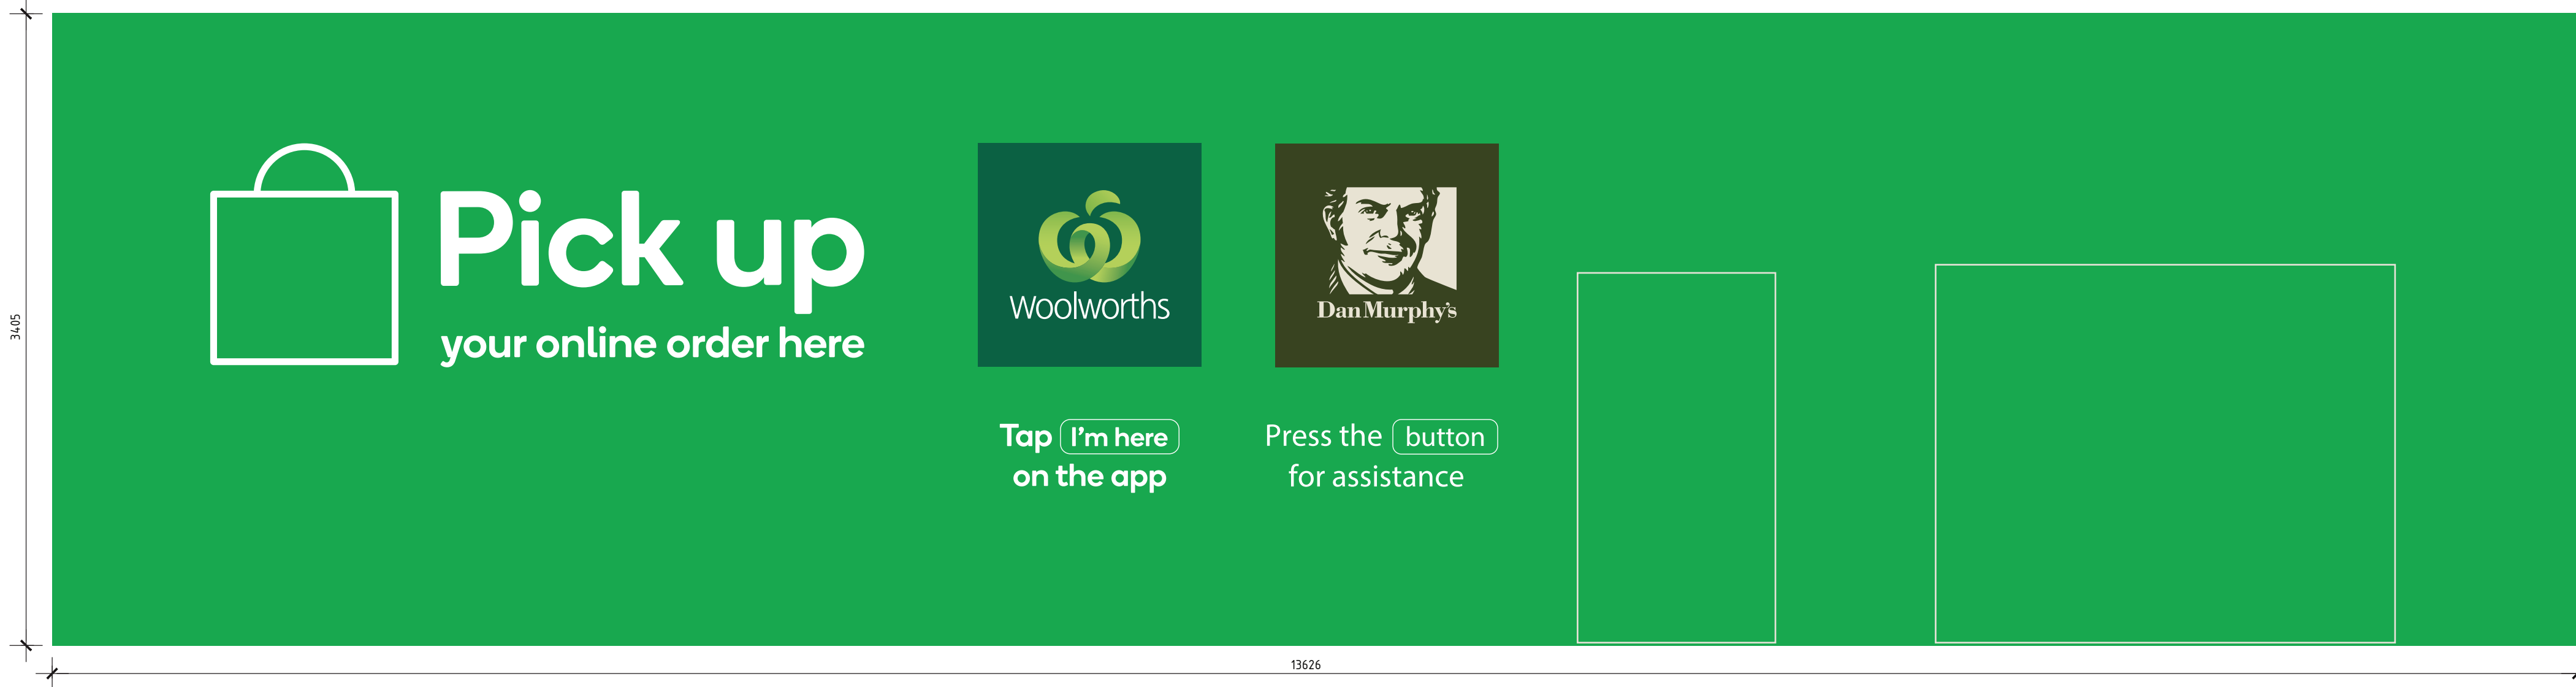 3405
Pick up
your online order here
Woolworths
Tap I'm here
on the app
Dan Murphy's
Press the button
for assistance
13626